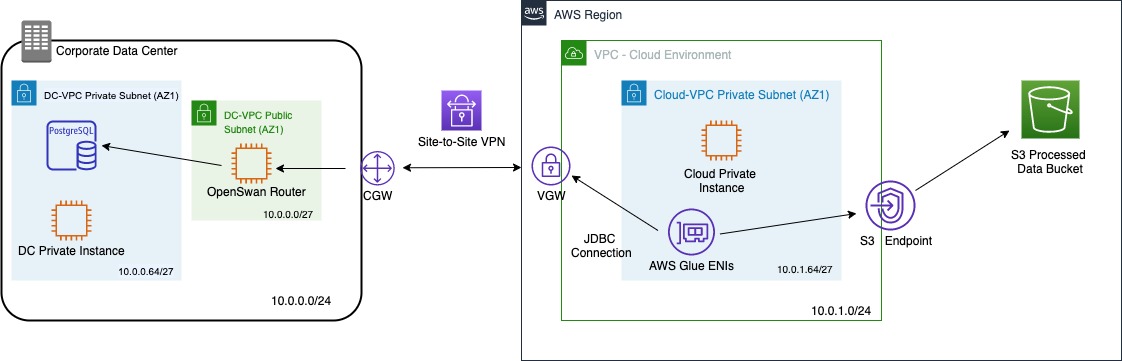 Corporate Data Center
DC-VPC Private Subnet (AZ1)
PostgreSQL
DC Private Instance
10.0.0.64/27
DC-VPC Public
Subnet (AZ1)
OpenSwan Router
10.0.0.0/27
10.0.0.0/24
CGW
Site-to-Site VPN
aws
AWS Region
VPC - Cloud Environment
VGW
Cloud-VPC Private Subnet (AZ1)
Cloud Private
Instance
JDBC
Connection
AWS Glue ENIs
10.0.1.64/27
10.0.1.0/24
S3 Endpoint
S3 Processed
Data Bucket